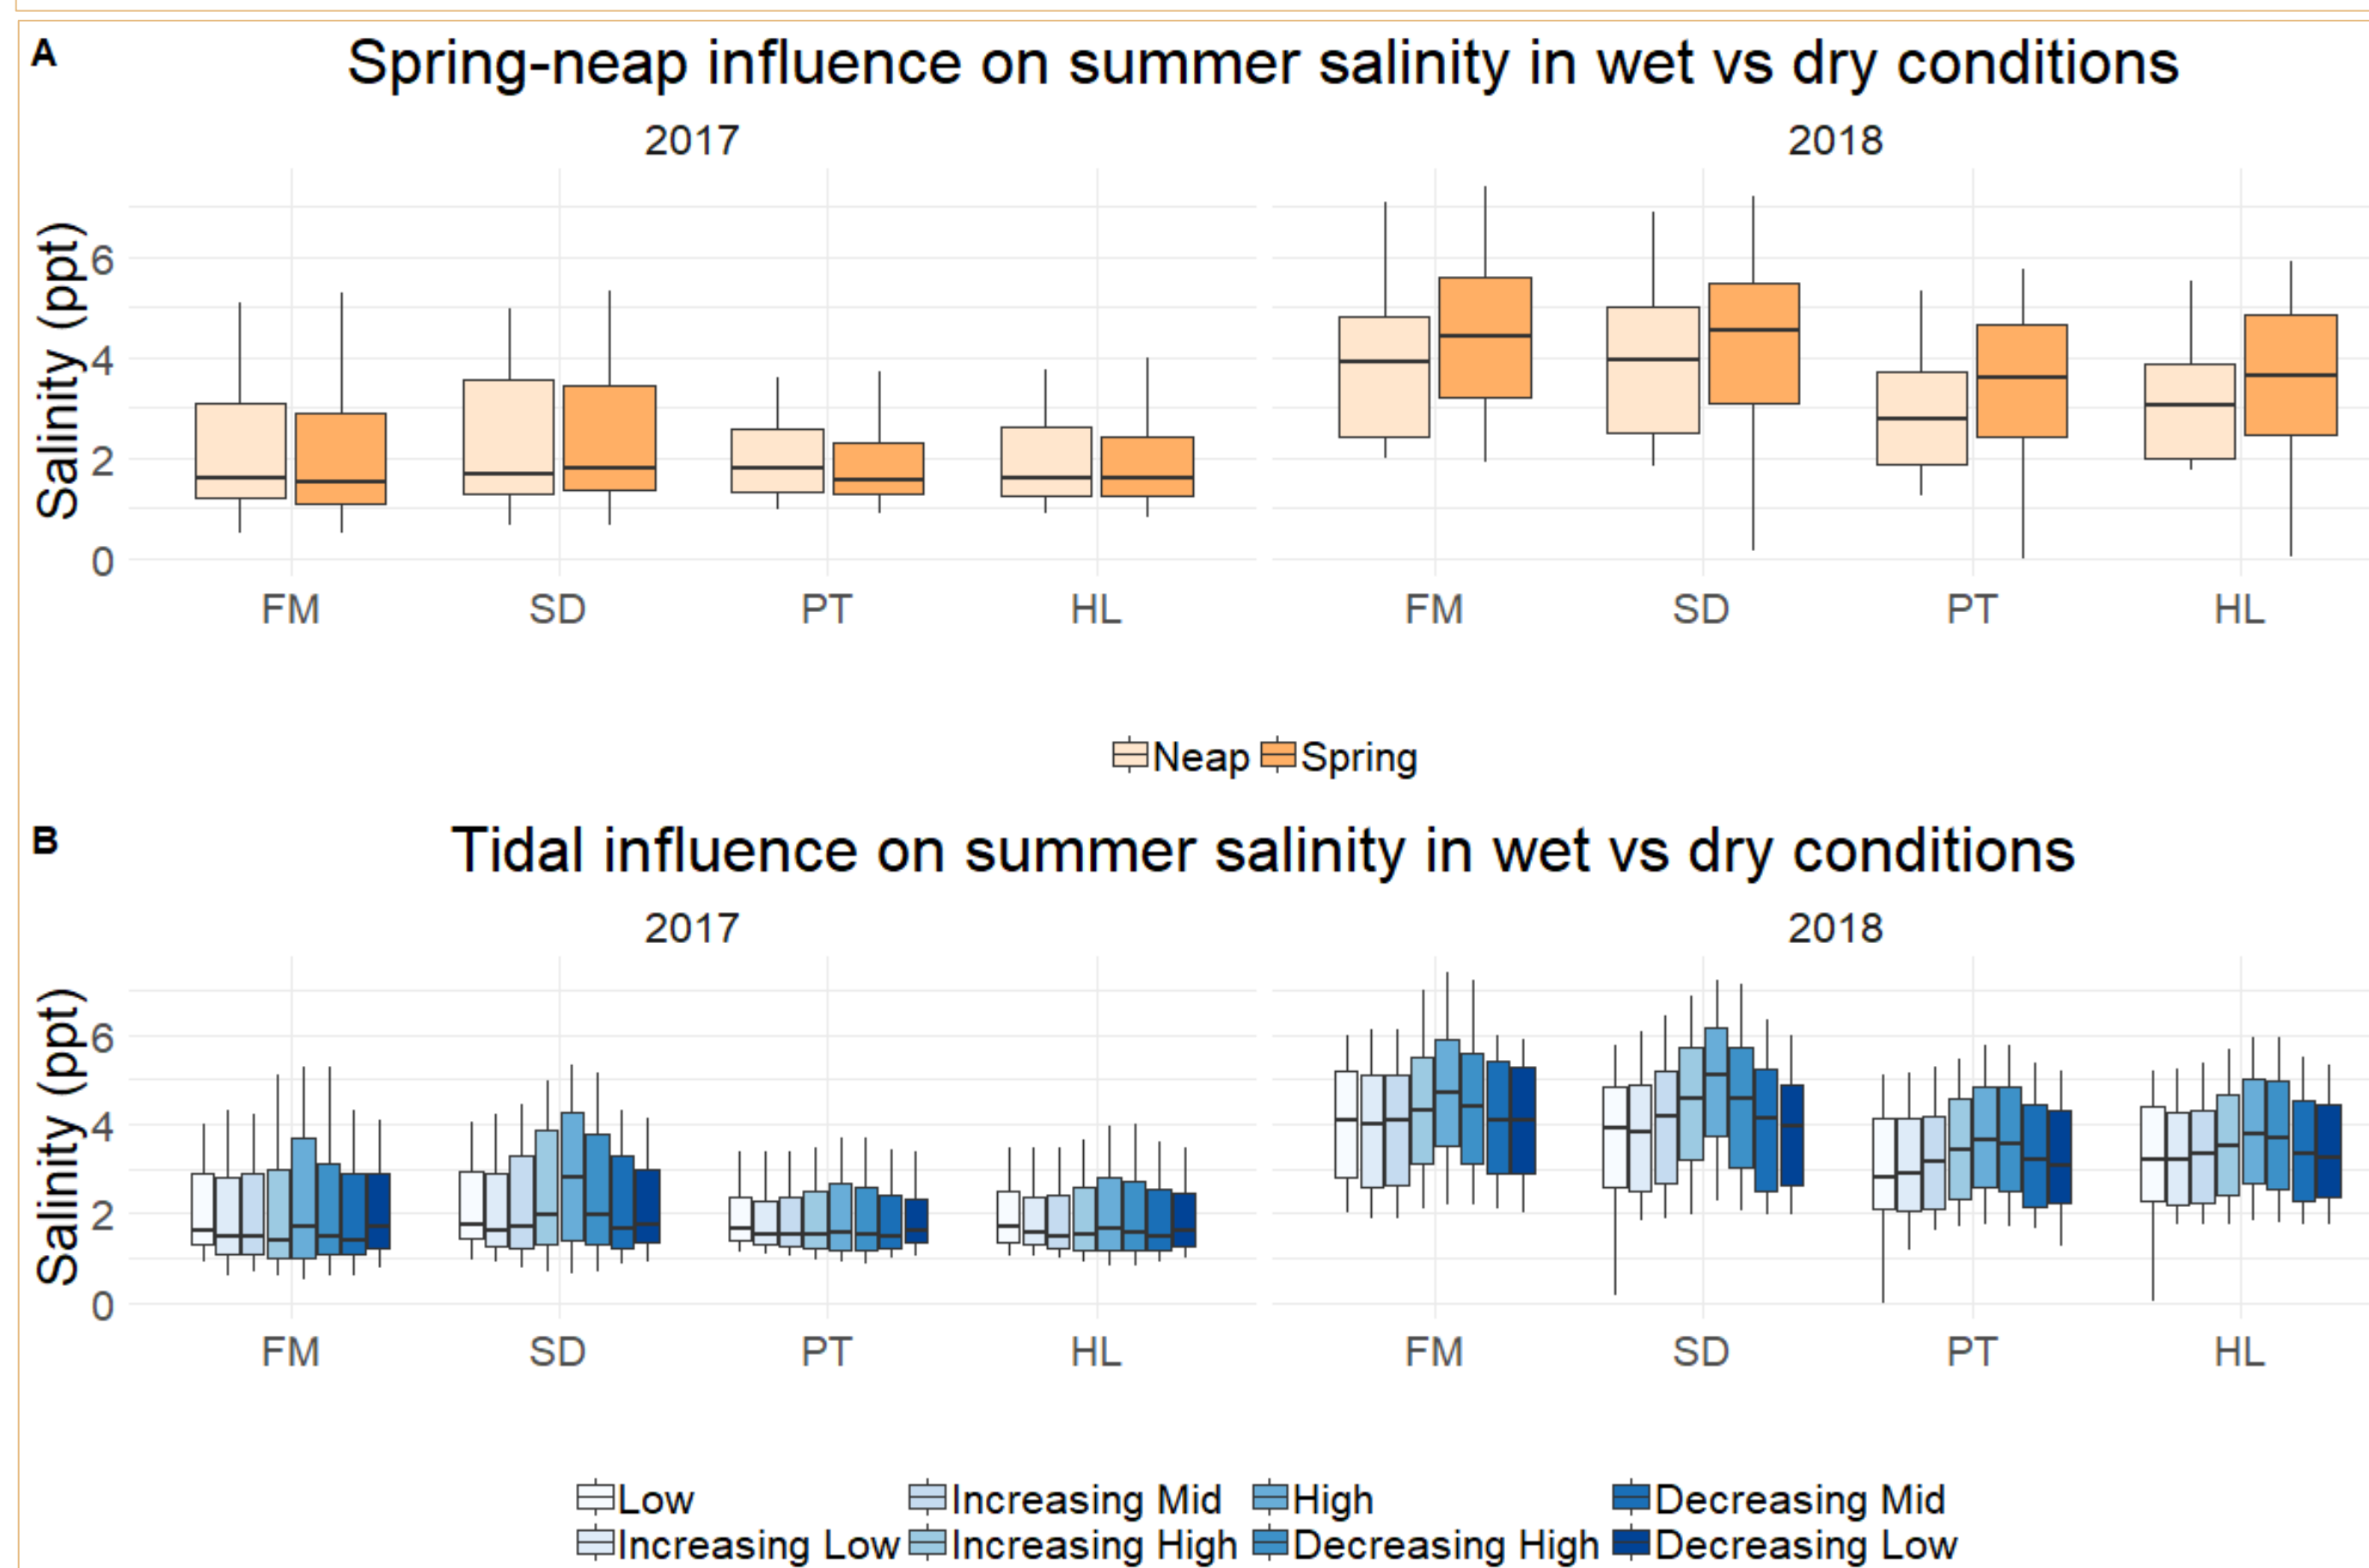 A
Spring-neap influence on summer salinity in wet vs dry conditions
2017 2018
Salinity (ppt)
6
4
2
0
FM SD PT HL FM SD PT HL
Neap Spring
B
Tidal influence on summer salinity in wet vs dry conditions
2017 2018
Salinity (ppt)
6
4
2
0
FM SD PT HL FM SD PT HL
Low Increasing Mid High Decreasing Mid
Increasing Low Increasing High Decreasing High Decreasing Low